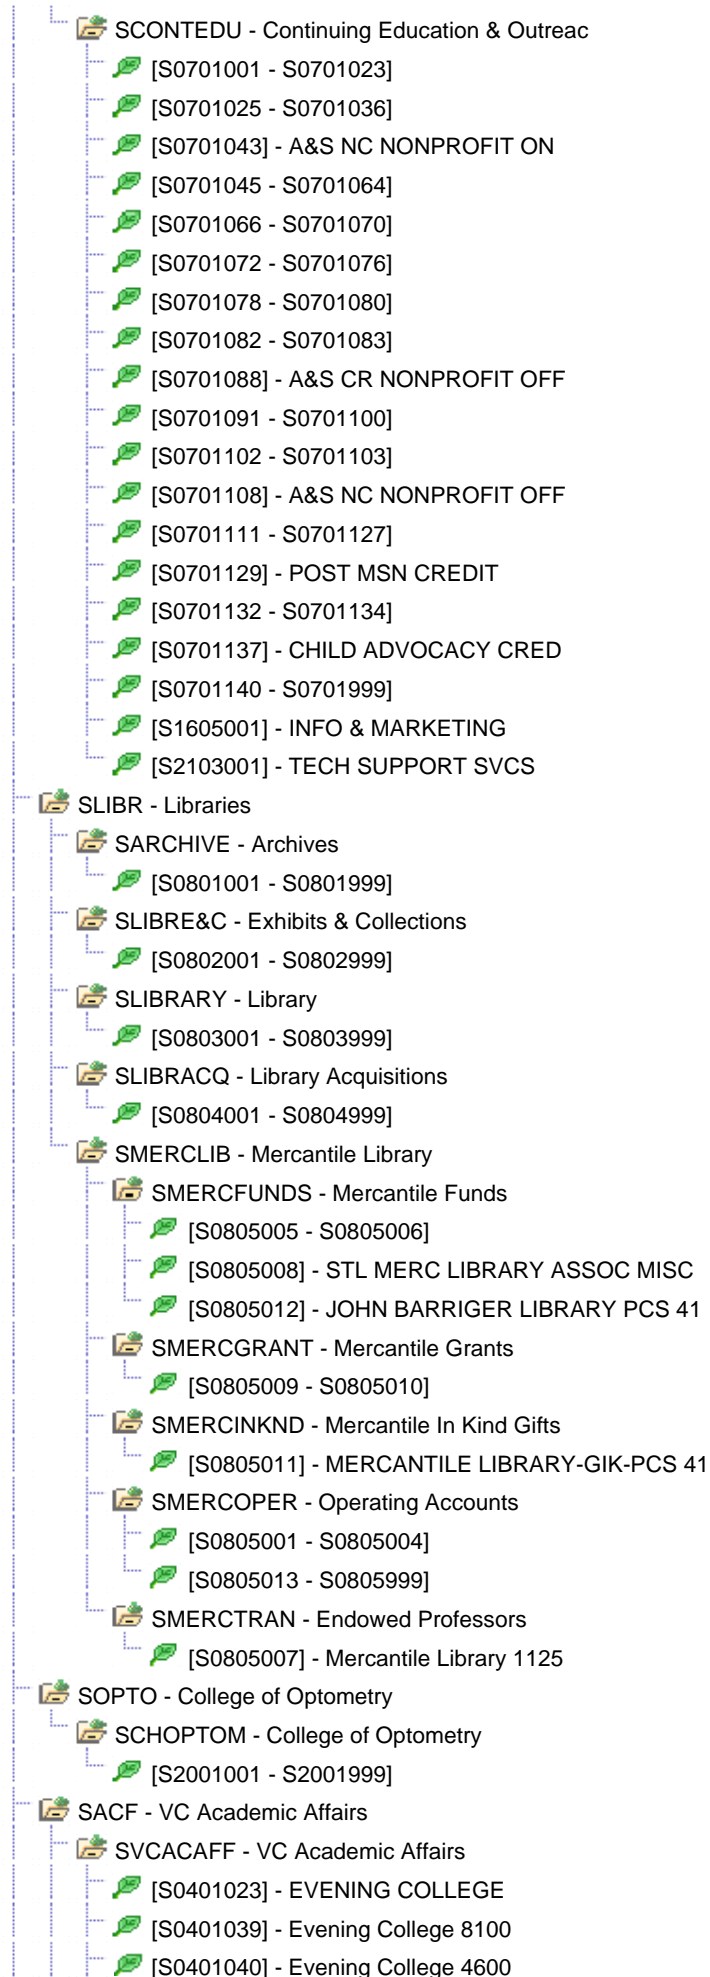 SCONTEDU - Continuing Education & Outreac
[S0701001 - S0701023]
[S0701025 - S0701036]
[S0701043] - A&S NC NONPROFIT ON
[S0701045 - S0701064]
[S0701066 - S0701070]
[S0701072 - S0701076]
[S0701078 - S0701080]
[S0701082 - S0701083]
[S0701088] - A&S CR NONPROFIT OFF
[S0701091 - S0701100]
[S0701102 - S0701103]
[S0701108] - A&S NC NONPROFIT OFF
[S0701111 - S0701127]
[S0701129] - POST MSN CREDIT
[S0701132 - S0701134]
[S0701137] - CHILD ADVOCACY CRED
[S0701140 - S0701999]
[S1605001] - INFO & MARKETING
[S2103001] - TECH SUPPORT SVCS
SLIBR - Libraries
SARCHIVE - Archives
[S0801001 - S0801999]
SLIBRE&C - Exhibits & Collections
[S0802001 - S0802999]
SLIBRARY - Library
[S0803001 - S0803999]
SLIBRACQ - Library Acquisitions
[S0804001 - S0804999]
SMERCLIB - Mercantile Library
SMERCFUNDS - Mercantile Funds
[S0805005 - S0805006]
[S0805008] - STL MERC LIBRARY ASSOC MISC
[S0805012] - JOHN BARRIGER LIBRARY PCS 41
SMERCGRANT - Mercantile Grants
[S0805009 - S0805010]
SMERCINKND - Mercantile In Kind Gifts
[S0805011] - MERCANTILE LIBRARY-GIK-PCS 41
SMERCOPER - Operating Accounts
[S0805001 - S0805004]
[S0805013 - S0805999]
SMERCTRAN - Endowed Professors
[S0805007] - Mercantile Library 1125
SOPTO - College of Optometry
SCHOPTOM - College of Optometry
[S2001001 - S2001999]
SACF - VC Academic Affairs
SVCACAFF - VC Academic Affairs
[S0401023] - EVENING COLLEGE
[S0401039] - Evening College 8100
[S0401040] - Evening College 4600